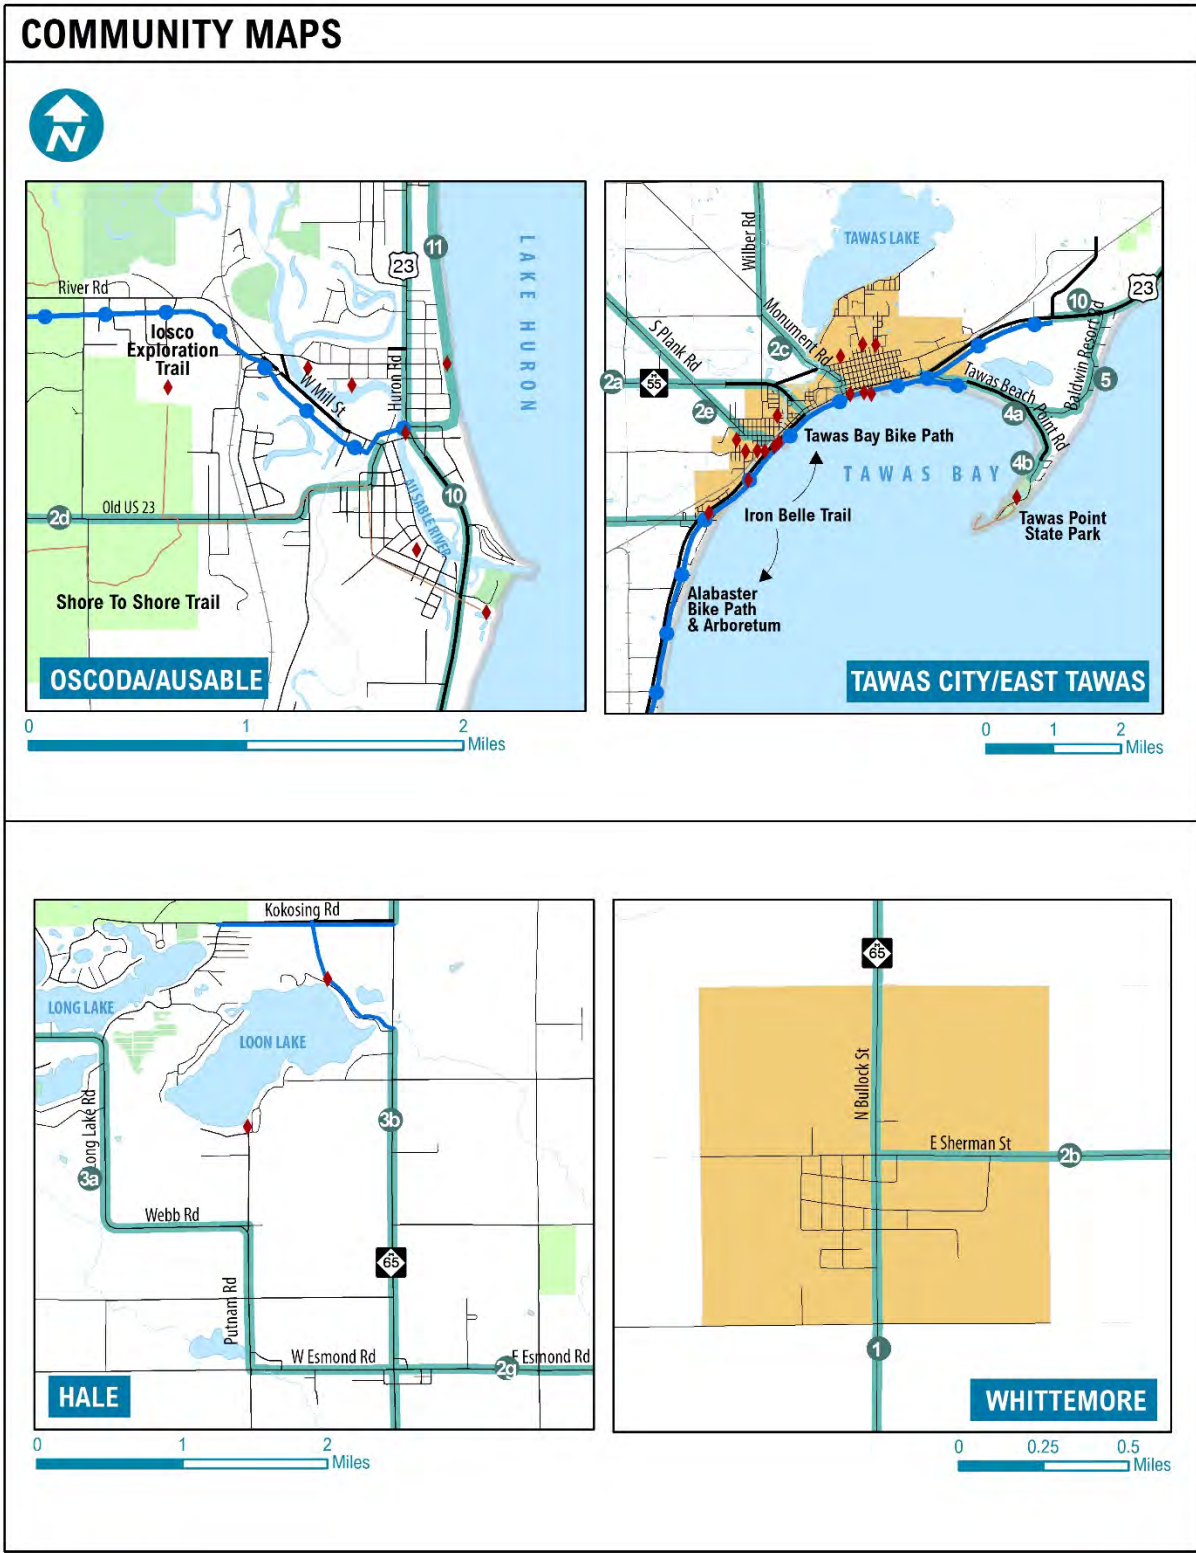 COMMUNITY MAPS
N
River Rd
Iosco
Exploration
Trail
W Mill St
Huron Rd
23
11
LAKE HURON
10
AUSABLE RIVER
2d
Old US 23
Shore To Shore Trail
OSCODA/AUSABLE
0 1 2
Miles
Wilber Rd
TAWAS LAKE
S Plank Rd
Monument Rd
2c
2a
M
55
2e
10
23
Baldwin Resort Rd
5
Tawas Beach
Point Rd
4a
4b
Tawas Bay Bike Path
TAWAS BAY
Iron Belle Trail
Tawas Point
State Park
Alabaster
Bike Path
& Arboretum
TAWAS CITY/EAST TAWAS
0 1 2
Miles
Kokosing Rd
LONG LAKE
LOON LAKE
Long Lake Rd
3a
3b
Webb Rd
M
65
Putnam Rd
W Esmond Rd
2g
E Esmond Rd
HALE
0 1 2
Miles
M
65
N Bullock St
E Sherman St
2b
1
WHITTEMORE
0 0.25 0.5
Miles